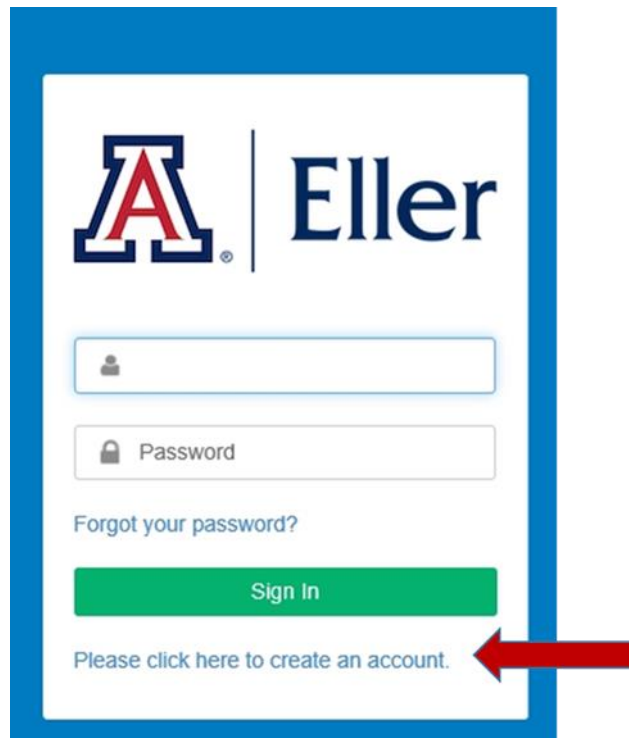 A® Eller
Password
Forgot your password?
Sign In
Please click here to create an account.